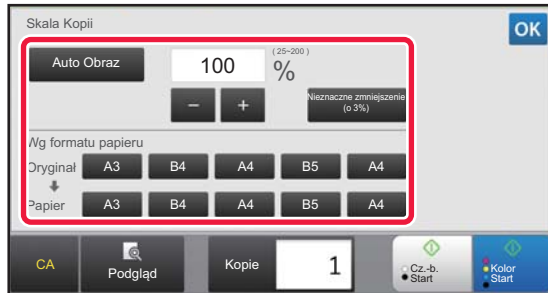 Skala Kopii
OK
Auto Obraz
100
( 25~200 )
%
Nieznaczne zmniejszenie
(o 3%)
Wg formatu papieru
Oryginał A3 B4 A4 B5 A4
Papier A3 B4 A4 B5 A4
CA
Podgląd
Kopie
1
Cz.-b.
Start
Kolor
Start